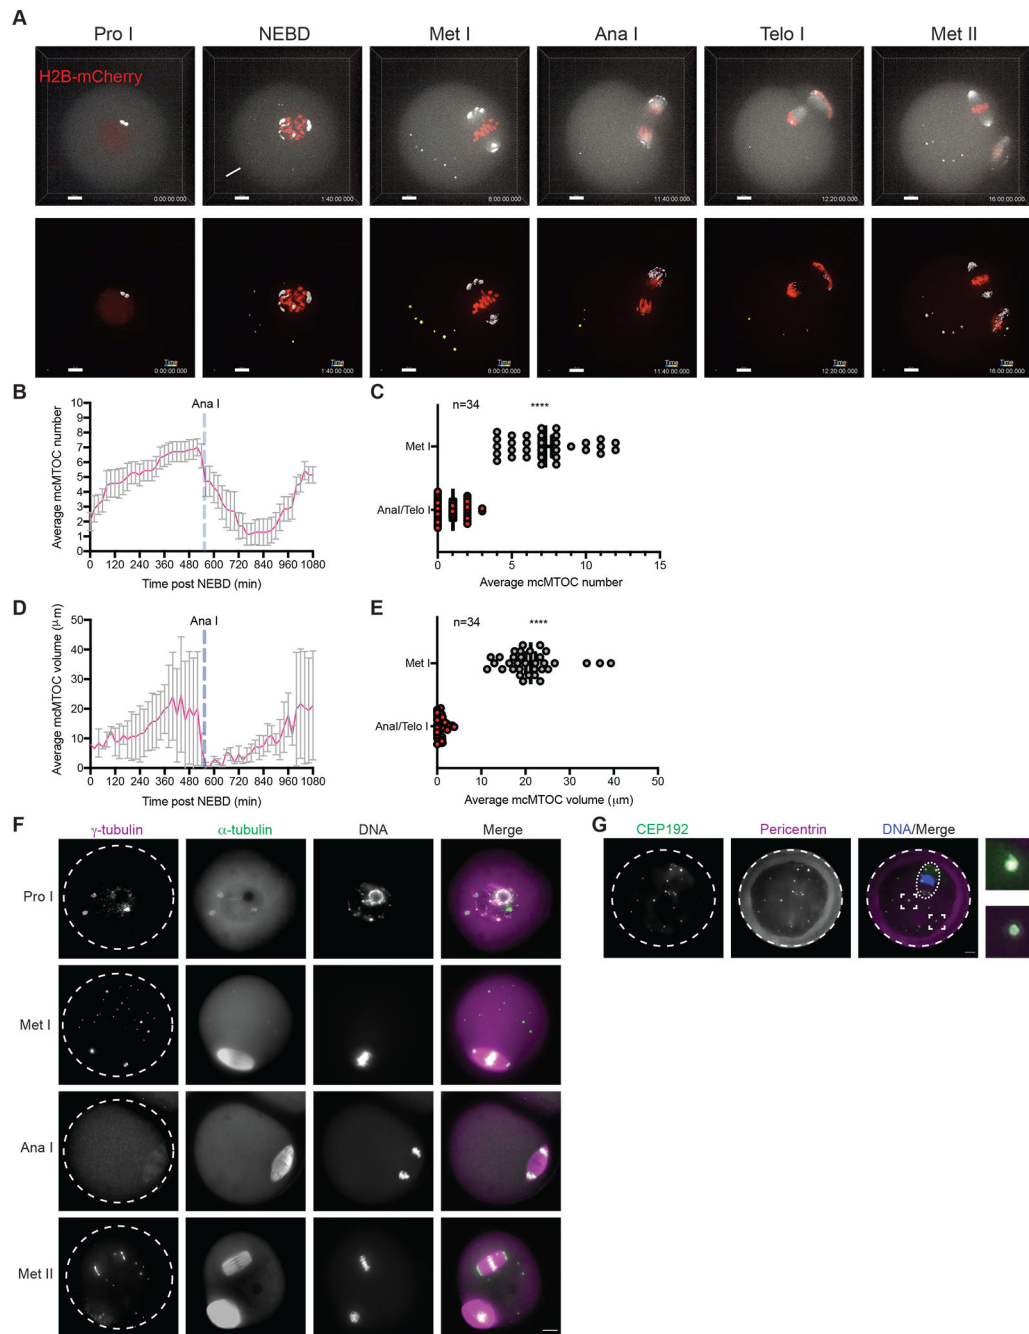 A
Pro I NEBD Met I Ana I Telo I Met II
H2B-mCherry
0:00:00.000 1:40:00.000 8:00:00.000 11:40:00.000 12:20:00.000 16:00:00.000
Time Time Time Time Time Time
0:00:00.000 1:40:00.000 8:00:00.000 11:40:00.000 12:20:00.000 16:00:00.000
B
Ana I
Average mcMTOC number
10
9
8
7
6
5
4
3
2
1
0
0 120 240 360 480 600 720 840 960 1080
Time post NEBD (min)
C
n=34 ****
Met I
AnaI/Telo I
0 5 10 15
Average mcMTOC number
D
Ana I
Average mcMTOC volume (μm)
50
40
30
20
10
0
0 120 240 360 480 600 720 840 960 1080
Time post NEBD (min)
E
n=34 ****
Met I
AnaI/Telo I
0 10 20 30 40 50
Average mcMTOC volume (μm)
F
γ-tubulin α-tubulin DNA Merge
Pro I
Met I
Ana I
Met II
G
CEP192 Pericentrin DNA/Merge